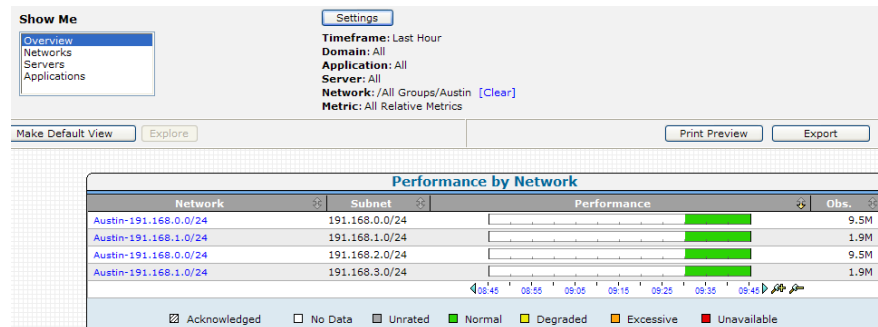 Show Me
Overview
Networks
Servers
Applications
Settings
Timeframe: Last Hour
Domain: All
Application: All
Server: All
Network: /All Groups/Austin [Clear]
Metric: All Relative Metrics
Make Default View Explore Print Preview Export
Performance by Network
Network Subnet Performance Obs.
Austin-191.168.0.0/24 191.168.0.0/24 9.5M
Austin-191.168.1.0/24 191.168.1.0/24 1.9M
Austin-191.168.0.0/24 191.168.2.0/24 9.5M
Austin-191.168.1.0/24 191.168.3.0/24 1.9M
08:45 08:55 09:05 09:15 09:25 09:35 09:45
Acknowledged No Data Unrated Normal Degraded Excessive Unavailable